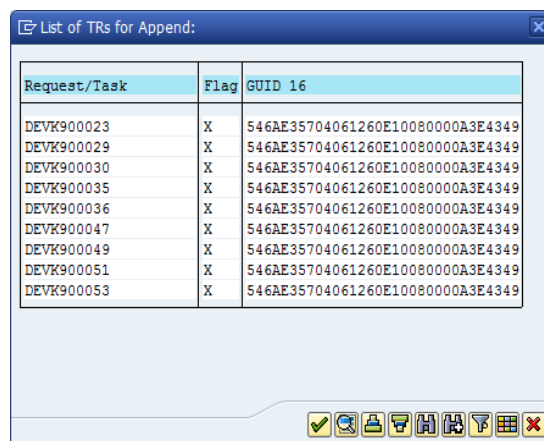 List of TRs for Append:
Request/Task Flag GUID 16
DEVK900023 X 546AE35704061260E10080000A3E4349
DEVK900029 X 546AE35704061260E10080000A3E4349
DEVK900030 X 546AE35704061260E10080000A3E4349
DEVK900035 X 546AE35704061260E10080000A3E4349
DEVK900036 X 546AE35704061260E10080000A3E4349
DEVK900047 X 546AE35704061260E10080000A3E4349
DEVK900049 X 546AE35704061260E10080000A3E4349
DEVK900051 X 546AE35704061260E10080000A3E4349
DEVK900053 X 546AE35704061260E10080000A3E4349